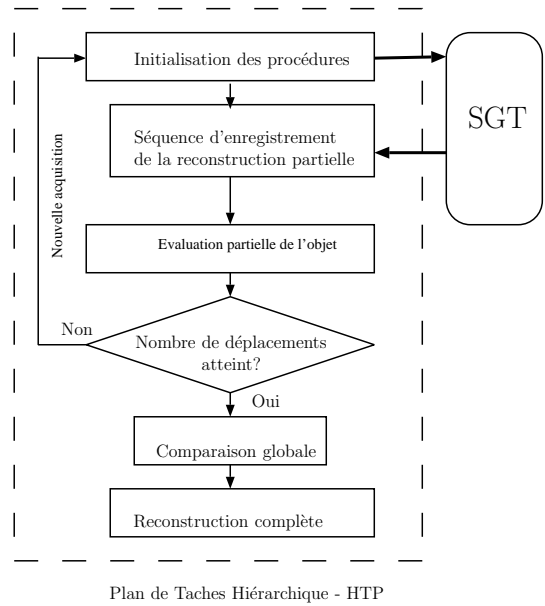 Initialisation des procédures
SGT
Séquence d'enregistrement
de la reconstruction partielle
Nouvelle acquisition
Evaluation partielle de l'objet
Non
Nombre de déplacements
atteint?
Oui
Comparaison globale
Reconstruction complète
Plan de Taches Hiérarchique - HTP